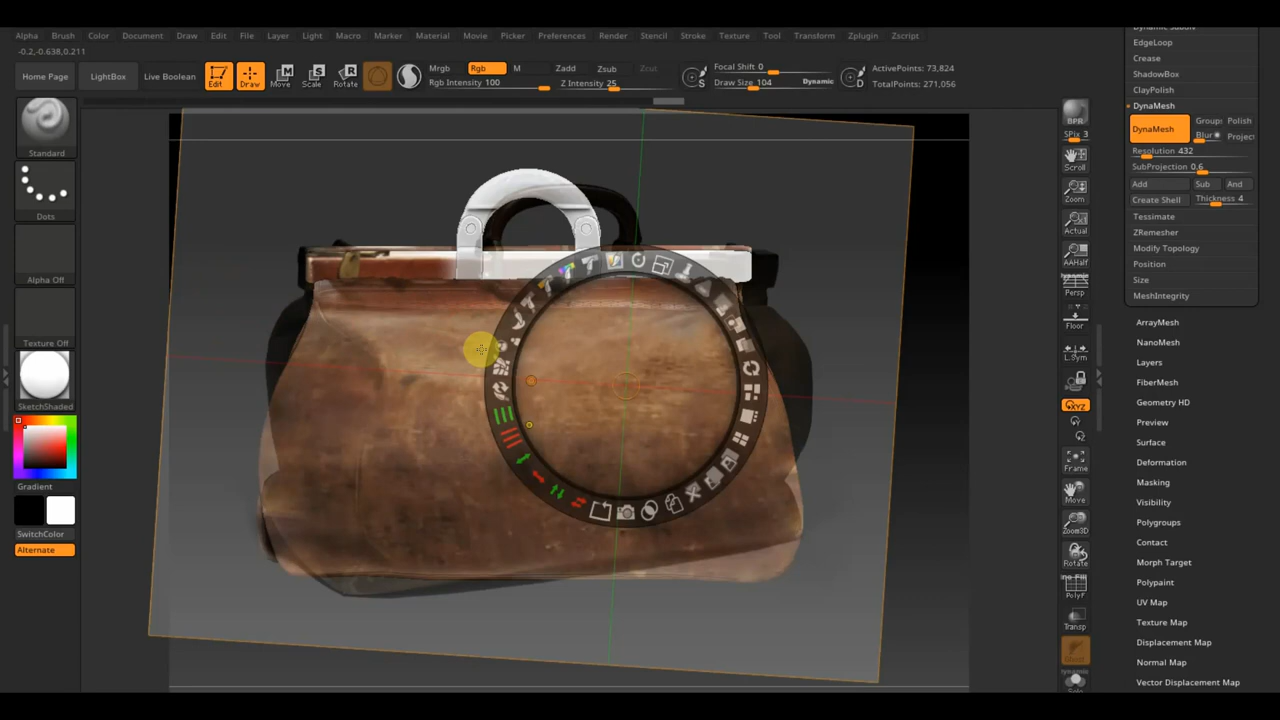 Alpha Brush Color Document Draw Edit File Layer Light Macro Marker Material Movie Picker Preferences Render Stencil Stroke Texture Tool Transform Zplugin Zscript
-0.2,-0.638,0.211
Home Page LightBox Live Boolean Edit Draw Move Scale Rotate
Mrgb Rgb M Zadd Zsub Zcut
Rgb Intensity 100 Z Intensity 25
Focal Shift 0
Draw Size 104 Dynamic
ActivePoints: 73,824
TotalPoints: 271,056
Standard
Dots
Alpha Off
Texture Off
SketchShaded
Gradient
SwitchColor
Alternate
BPR
SPix 3
Scroll
Zoom
Actual
AAHalf
Dynamic
Persp
Floor
L.Sym
XYZ
Frame
Move
Zoom3D
Rotate
PolyF
Transp
Ghost
Solo
EdgeLoop
Crease
ShadowBox
ClayPolish
DynaMesh
DynaMesh Groups Polish
Blur Project
Resolution 432
SubProjection 0.6
Add Sub And
Create Shell Thickness 4
Tessimate
ZRemesher
Modify Topology
Position
Size
MeshIntegrity
ArrayMesh
NanoMesh
Layers
FiberMesh
Geometry HD
Preview
Surface
Deformation
Masking
Visibility
Polygroups
Contact
Morph Target
Polypaint
UV Map
Texture Map
Displacement Map
Normal Map
Vector Displacement Map